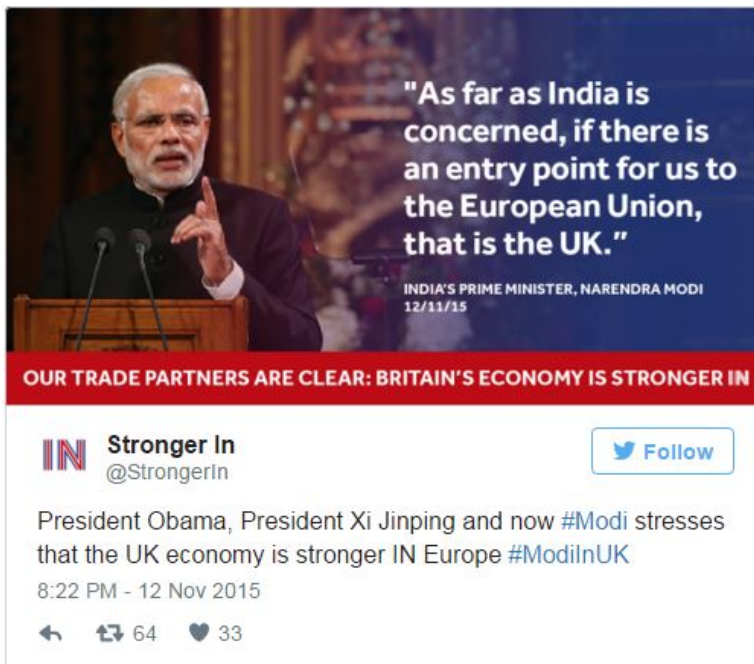 "As far as India is
concerned, if there is
an entry point for us to
the European Union,
that is the UK.”
INDIA'S PRIME MINISTER, NARENDRA MODI
12/11/15
OUR TRADE PARTNERS ARE CLEAR: BRITAIN'S ECONOMY IS STRONGER IN
IN
Stronger In
@StrongerIn
Follow
President Obama, President Xi Jinping and now #Modi stresses
that the UK economy is stronger IN Europe #ModiInUK
8:22 PM - 12 Nov 2015
64 33